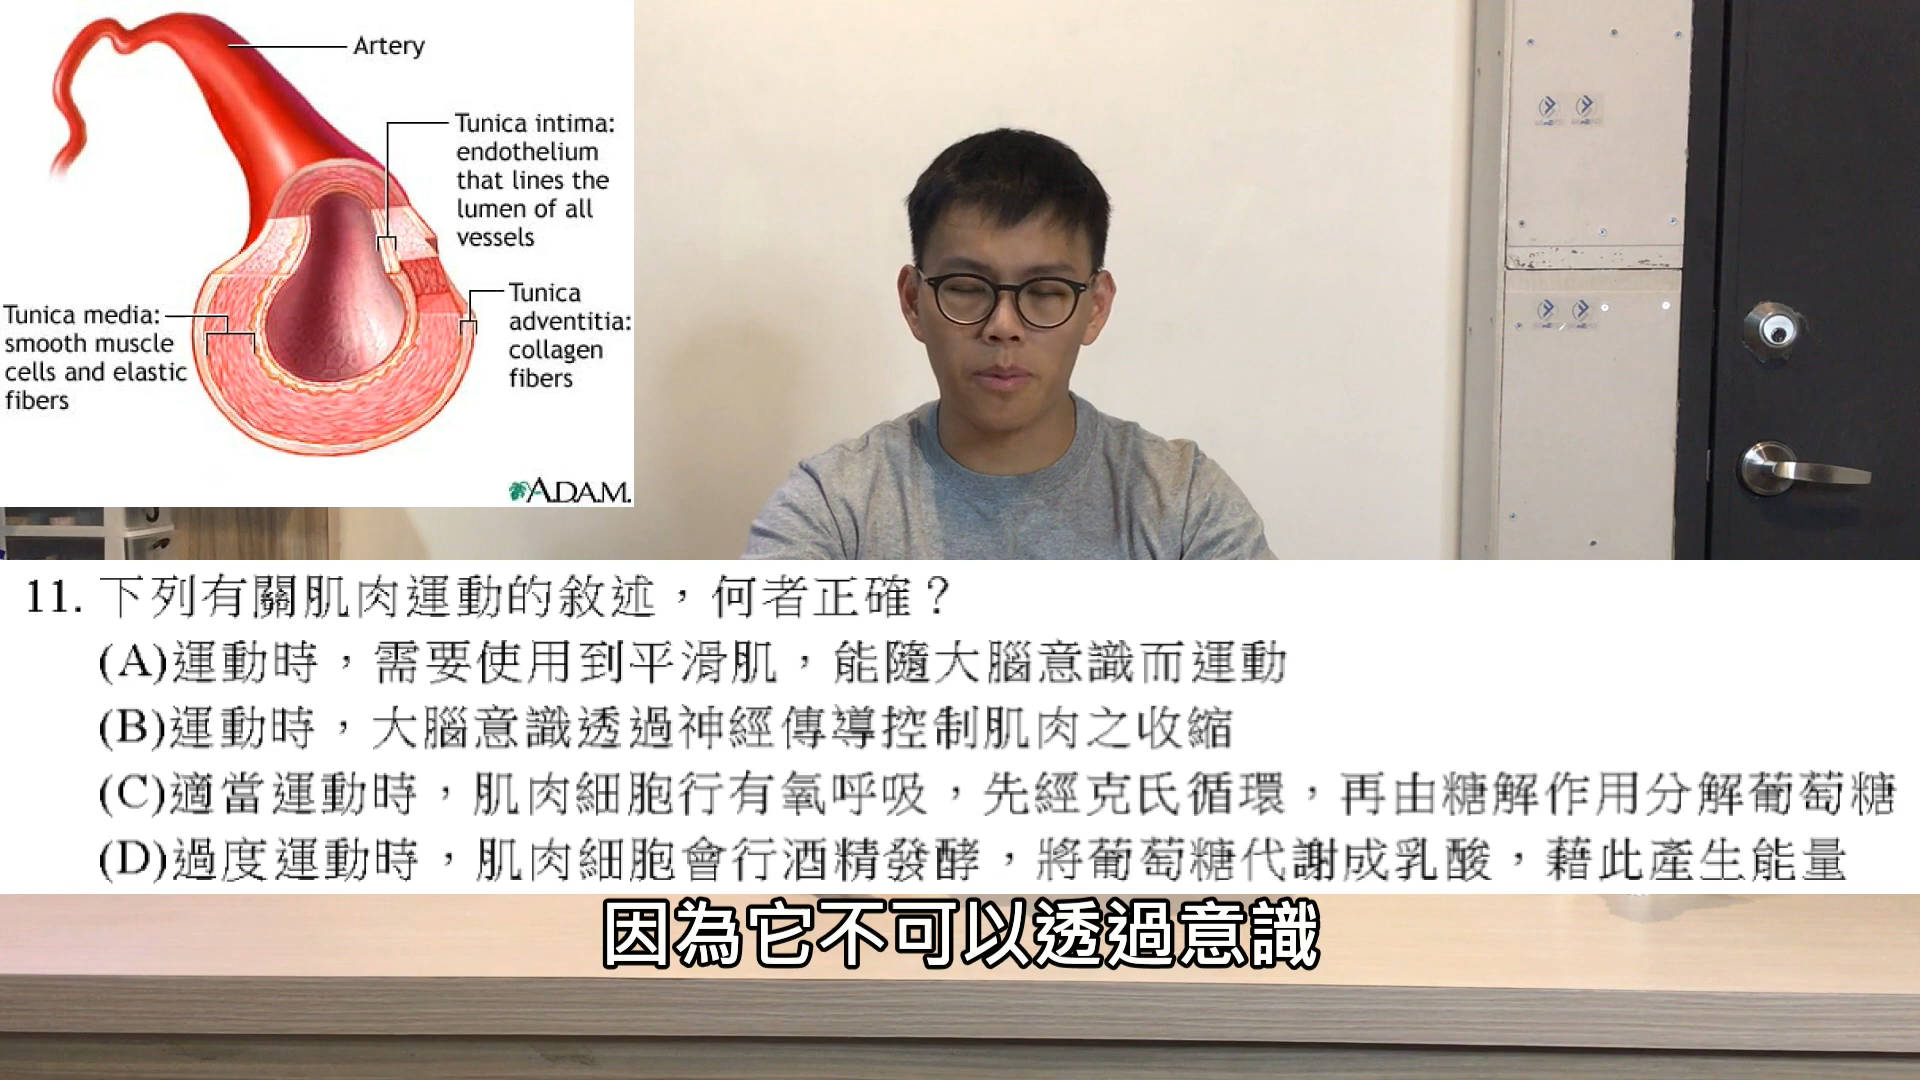 Artery
Tunica intima:
endothelium
that lines the
lumen of all
vessels
Tunica
adventitia:
collagen
fibers
Tunica media:
smooth muscle
cells and elastic
fibers
A.D.A.M.
11. 下列有關肌肉運動的敘述，何者正確？
(A)運動時，需要使用到平滑肌，能隨大腦意識而運動
(B)運動時，大腦意識透過神經傳導控制肌肉之收縮
(C)適當運動時，肌肉細胞行有氧呼吸，先經克氏循環，再由糖解作用分解葡萄糖
(D)過度運動時，肌肉細胞會行酒精發酵，將葡萄糖代謝成乳酸，藉此產生能量
因為它不可以透過意識